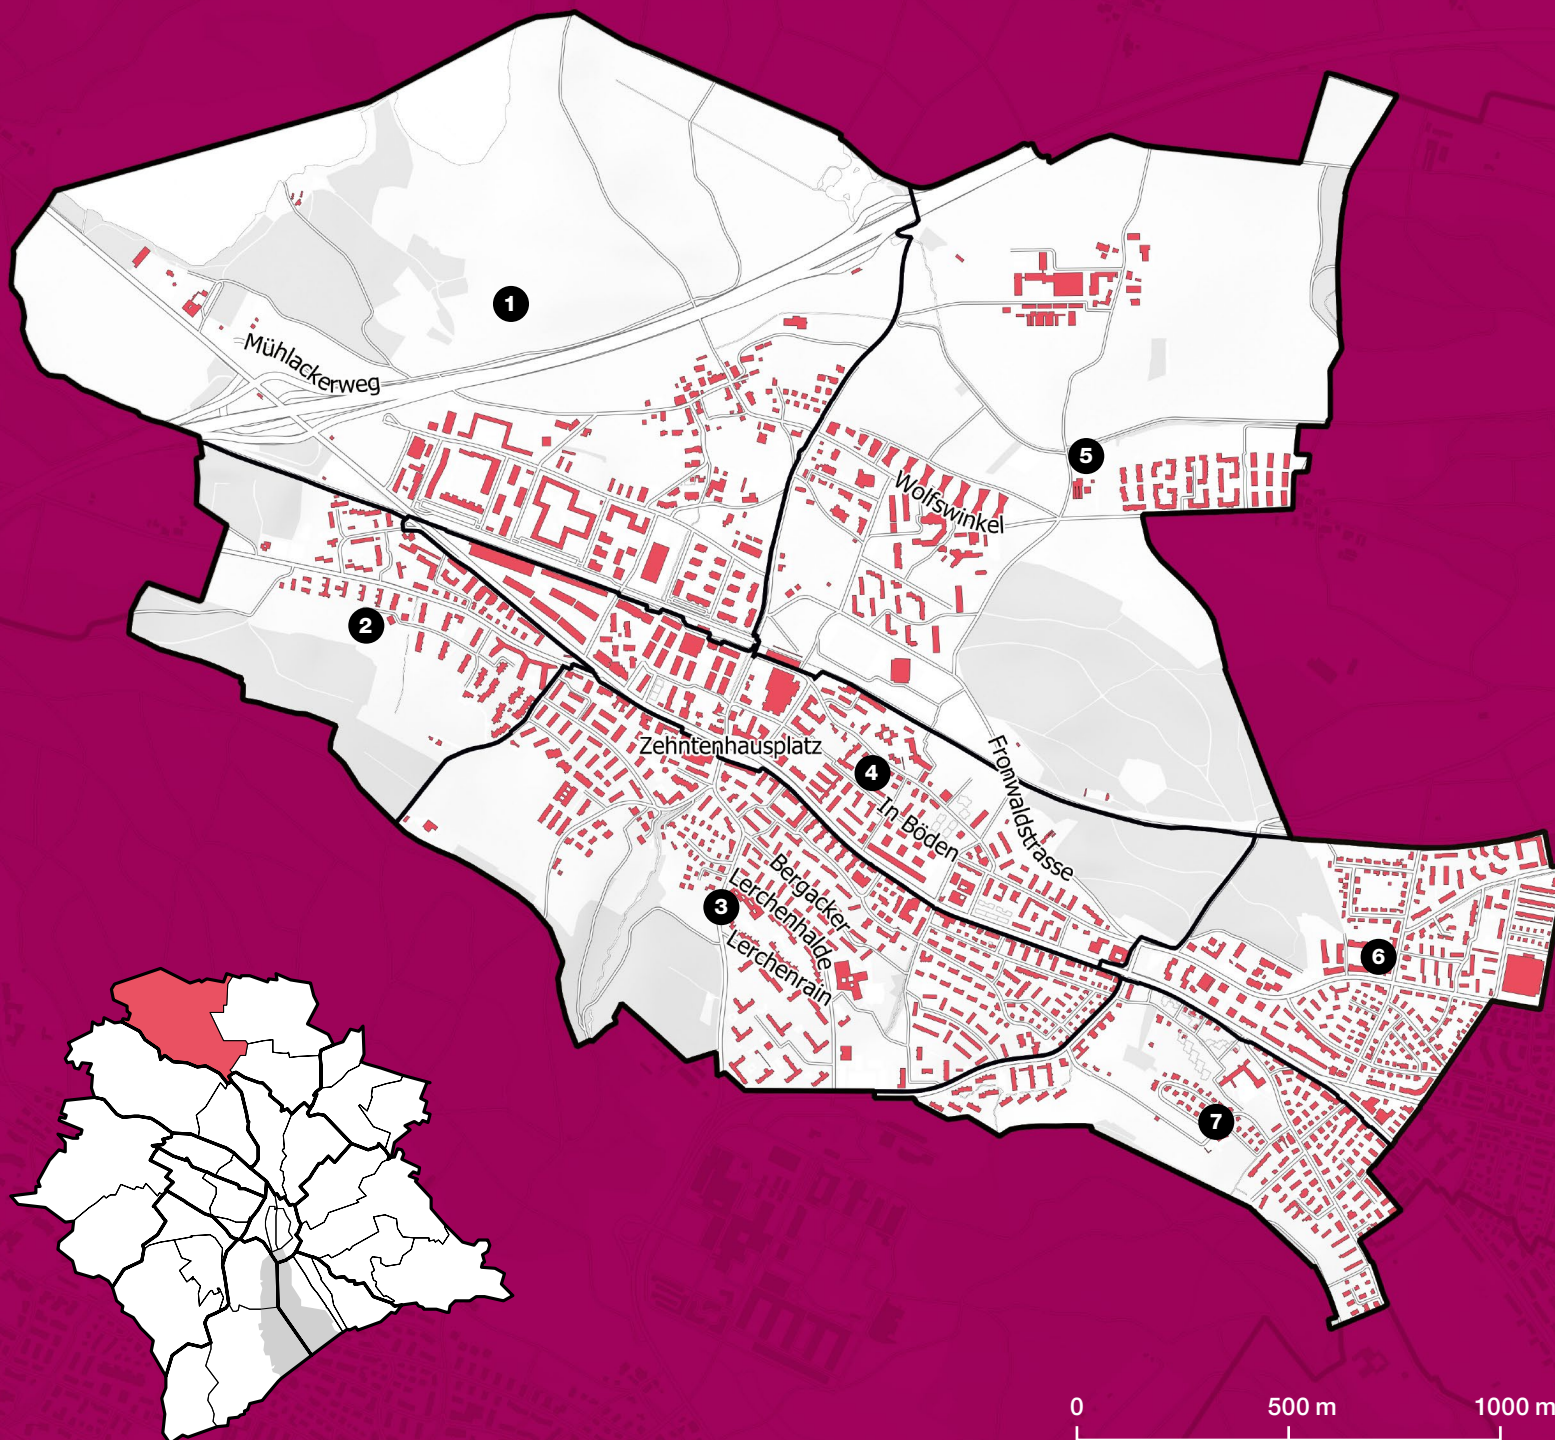 1
Mühlackerweg
5
Wolfswinkel
2
Zehntenhausplatz
4
Fronwaldstrasse
In Böden
Bergacker
Lerchenhalde
3
Lerchenrain
6
7
0 500 m 1000 m